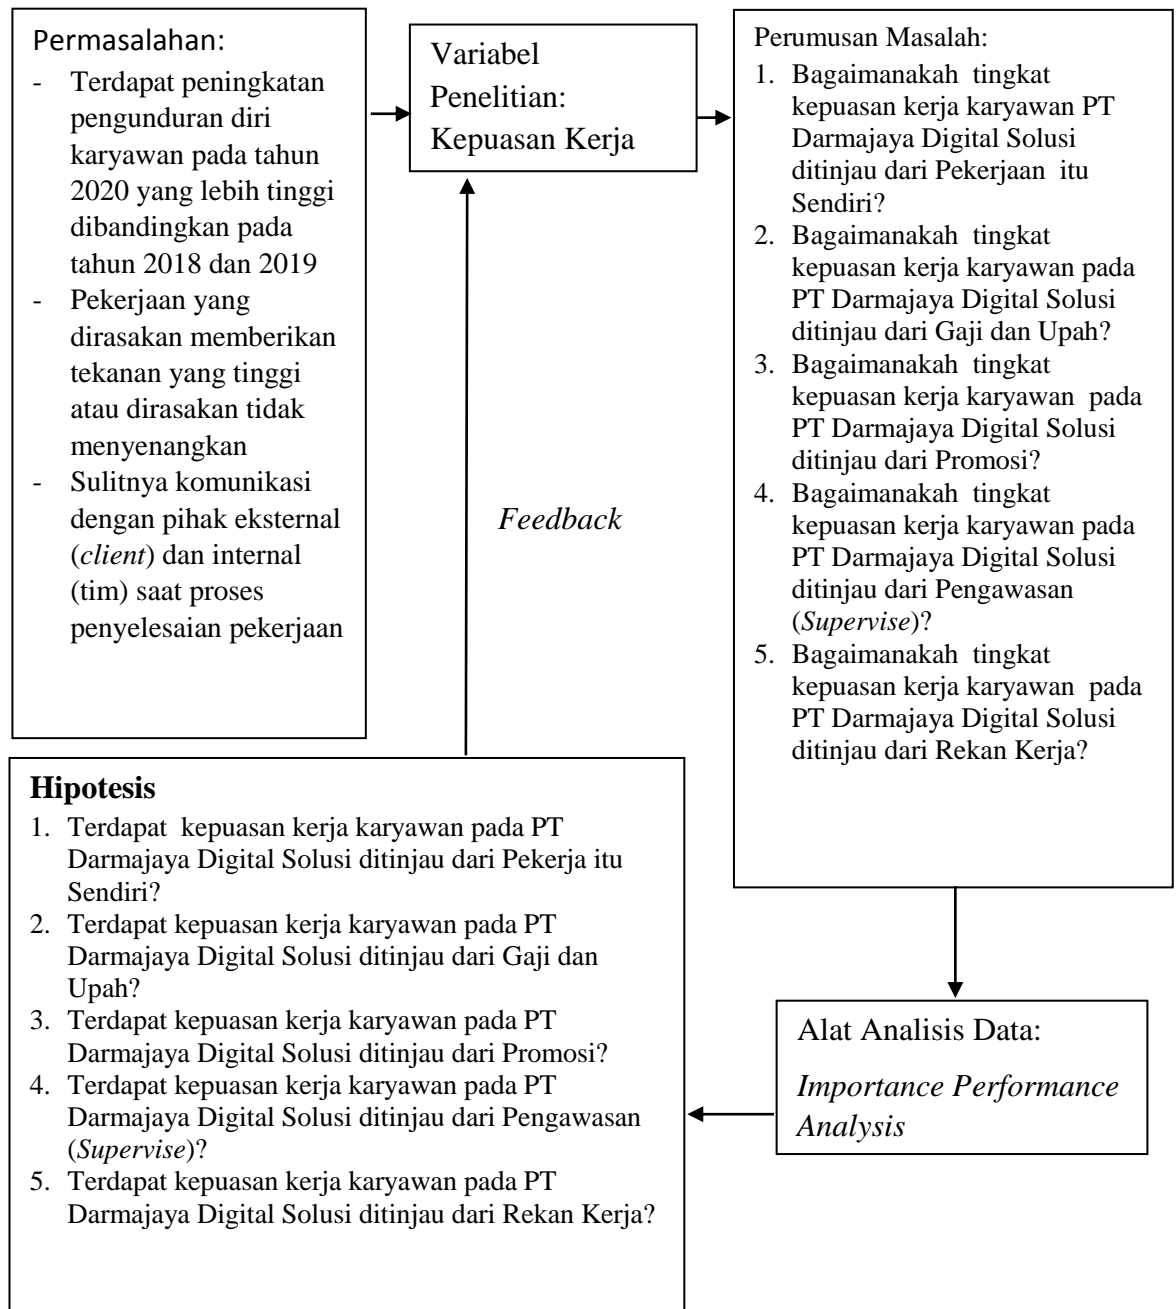 Permasalahan:
- Terdapat peningkatan
pengunduran diri
karyawan pada tahun
2020 yang lebih tinggi
dibandingkan pada
tahun 2018 dan 2019
- Pekerjaan yang
dirasakan memberikan
tekanan yang tinggi
atau dirasakan tidak
menyenangkan
- Sulitnya komunikasi
dengan pihak eksternal
(client) dan internal
(tim) saat proses
penyelesaian pekerjaan
Variabel
Penelitian:
Kepuasan Kerja
Perumusan Masalah:
1. Bagaimanakah tingkat
kepuasan kerja karyawan PT
Darmajaya Digital Solusi
ditinjau dari Pekerjaan itu
Sendiri?
2. Bagaimanakah tingkat
kepuasan kerja karyawan pada
PT Darmajaya Digital Solusi
ditinjau dari Gaji dan Upah?
3. Bagaimanakah tingkat
kepuasan kerja karyawan pada
PT Darmajaya Digital Solusi
ditinjau dari Promosi?
4. Bagaimanakah tingkat
kepuasan kerja karyawan pada
PT Darmajaya Digital Solusi
ditinjau dari Pengawasan
(Supervise)?
5. Bagaimanakah tingkat
kepuasan kerja karyawan pada
PT Darmajaya Digital Solusi
ditinjau dari Rekan Kerja?
Feedback
Alat Analisis Data:
Importance Performance
Analysis
Hipotesis
1. Terdapat kepuasan kerja karyawan pada PT
Darmajaya Digital Solusi ditinjau dari Pekerja itu
Sendiri?
2. Terdapat kepuasan kerja karyawan pada PT
Darmajaya Digital Solusi ditinjau dari Gaji dan
Upah?
3. Terdapat kepuasan kerja karyawan pada PT
Darmajaya Digital Solusi ditinjau dari Promosi?
4. Terdapat kepuasan kerja karyawan pada PT
Darmajaya Digital Solusi ditinjau dari Pengawasan
(Supervise)?
5. Terdapat kepuasan kerja karyawan pada PT
Darmajaya Digital Solusi ditinjau dari Rekan Kerja?